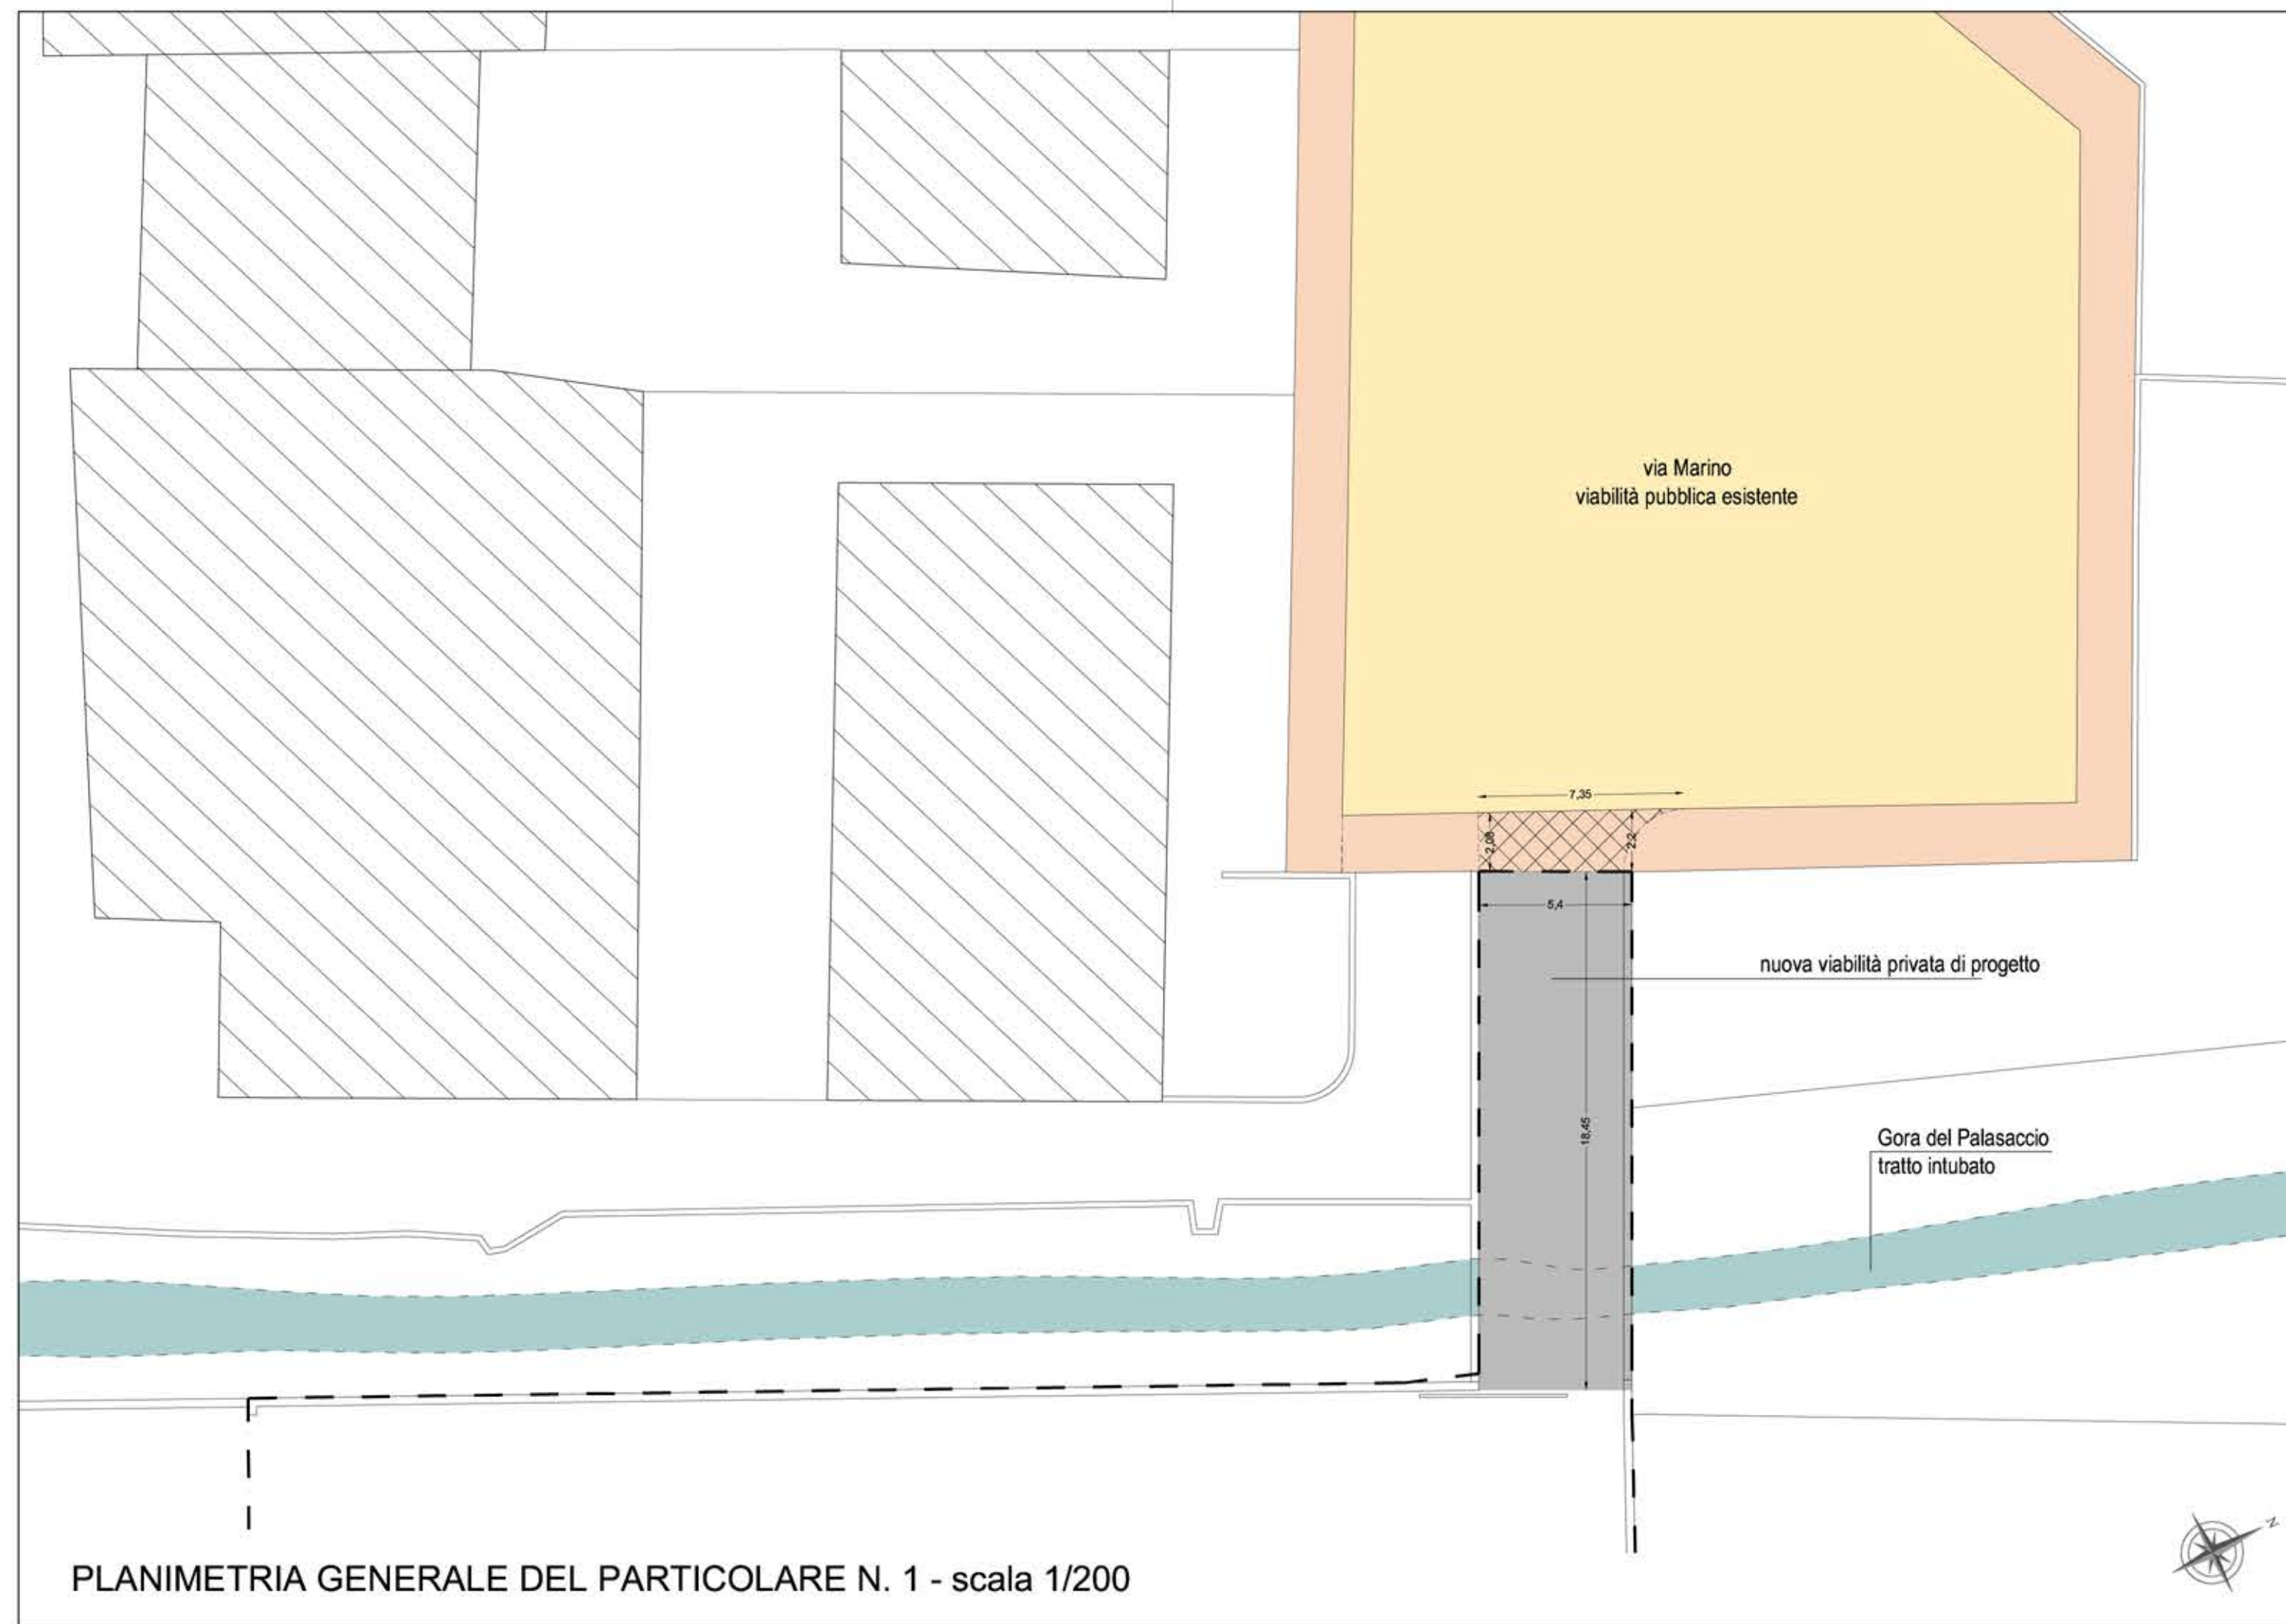 via Marino
viabilità pubblica esistente
7,35
2,08
2,2
5,4
nuova viabilità privata di progetto
18,45
Gora del Palasaccio
tratto intubato
N
PLANIMETRIA GENERALE DEL PARTICOLARE N. 1 - scala 1/200